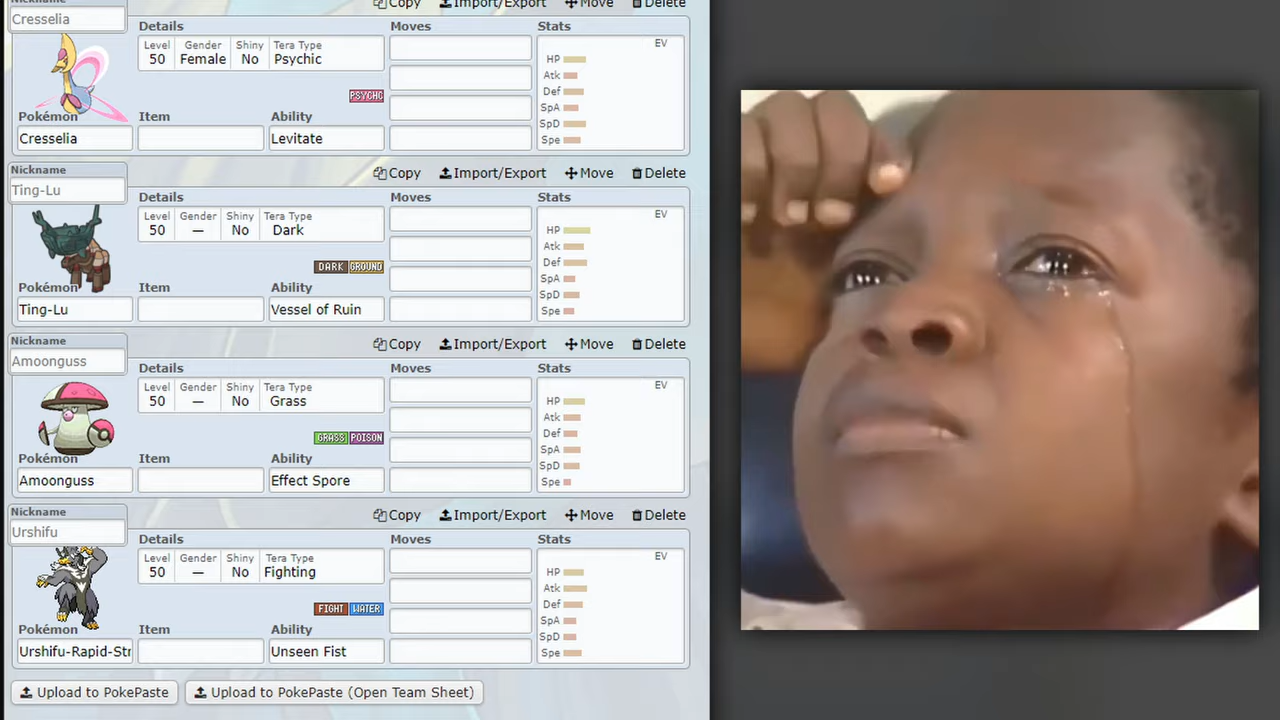 Nickname
Copy Import/Export Move Delete
Cresselia
Details Moves Stats
Level Gender Shiny Tera Type EV
50 Female No Psychic
HP
Atk
PSYCHC
Def
SpA
Pokémon Item Ability
SpD
Cresselia Levitate
Spe
Nickname
Copy Import/Export Move Delete
Ting-Lu
Details Moves Stats
Level Gender Shiny Tera Type EV
50 — No Dark
HP
Atk
DARK GROUND
Def
SpA
Pokémon Item Ability
SpD
Ting-Lu Vessel of Ruin
Spe
Nickname
Copy Import/Export Move Delete
Amoonguss
Details Moves Stats
Level Gender Shiny Tera Type EV
50 — No Grass
HP
Atk
GRASS POISON
Def
SpA
Pokémon Item Ability
SpD
Amoonguss Effect Spore
Spe
Nickname
Copy Import/Export Move Delete
Urshifu
Details Moves Stats
Level Gender Shiny Tera Type EV
50 — No Fighting
HP
Atk
FIGHT WATER
Def
SpA
Pokémon Item Ability
SpD
Urshifu-Rapid-Str Unseen Fist
Spe
Upload to PokePaste Upload to PokePaste (Open Team Sheet)